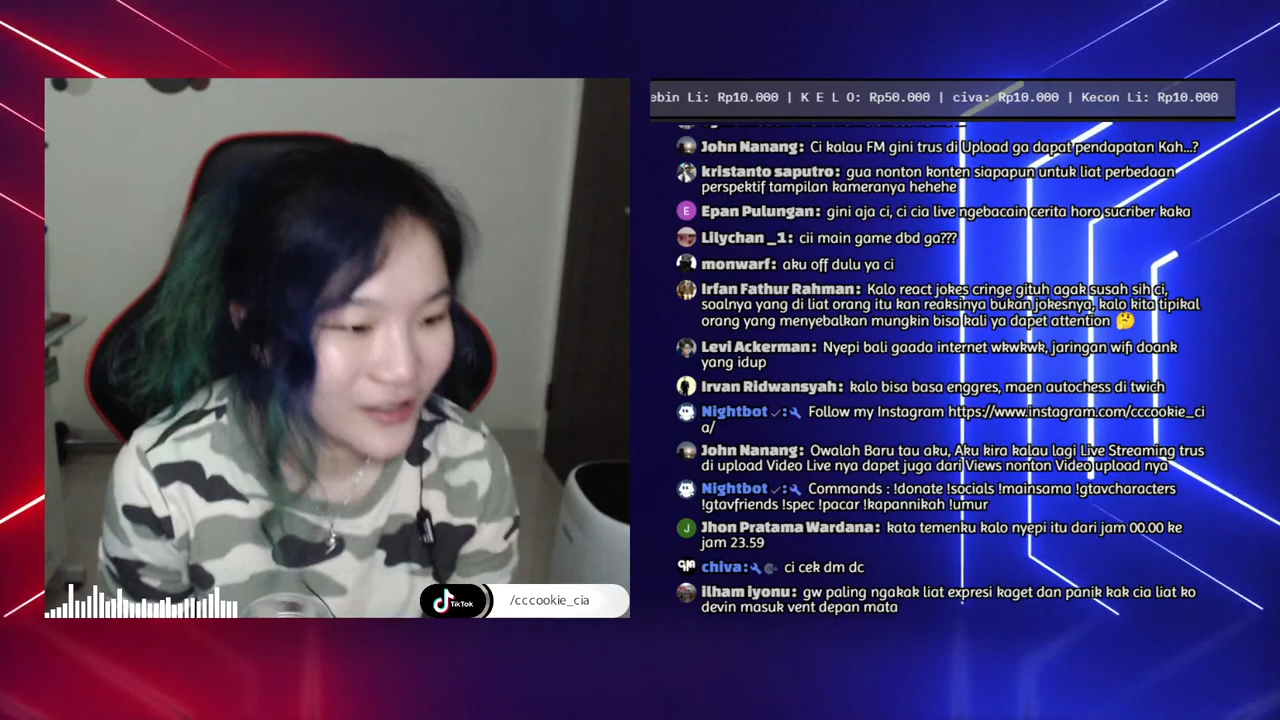 ebin Li: Rp10.000 | K E L O: Rp50.000 | civa: Rp10.000 | Kecon Li: Rp10.000
John Nanang: Ci kalau FM gini trus di Upload ga dapat pendapatan Kah...?
kristanto saputro: gua nonton konten siapapun untuk liat perbedaan
perspektif tampilan kameranya hehehe
E Epan Pulungan: gini aja ci, ci cia live ngebacain cerita horo sucriber kaka
Lilychan _1: cii main game dbd ga???
monwarf: aku off dulu ya ci
Irfan Fathur Rahman: Kalo react jokes cringe gituh agak susah sih ci,
soalnya yang di liat orang itu kan reaksinya bukan jokesnya, kalo kita tipikal
orang yang menyebalkan mungkin bisa kali ya dapet attention 🤔
Levi Ackerman: Nyepi bali gaada internet wkwkwk, jaringan wifi doank
yang idup
Irvan Ridwansyah: kalo bisa basa enggres, maen autochess di twich
Nightbot: Follow my Instagram https://www.instagram.com/cccookie_ci
a/
John Nanang: Owalah Baru tau aku, Aku kira kalau lagi Live Streaming trus
di upload Video Live nya dapet juga dari Views nonton Video upload nya
Nightbot: Commands : !donate !socials !mainsama !gtavcharacters
!gtavfriends !spec !pacar !kapannikah !umur
J Jhon Pratama Wardana: kata temenku kalo nyepi itu dari jam 00.00 ke
jam 23.59
chiva: ci cek dm dc
ilham iyonu: gw paling ngakak liat expresi kaget dan panik kak cia liat ko
devin masuk vent depan mata
TikTok /cccookie_cia